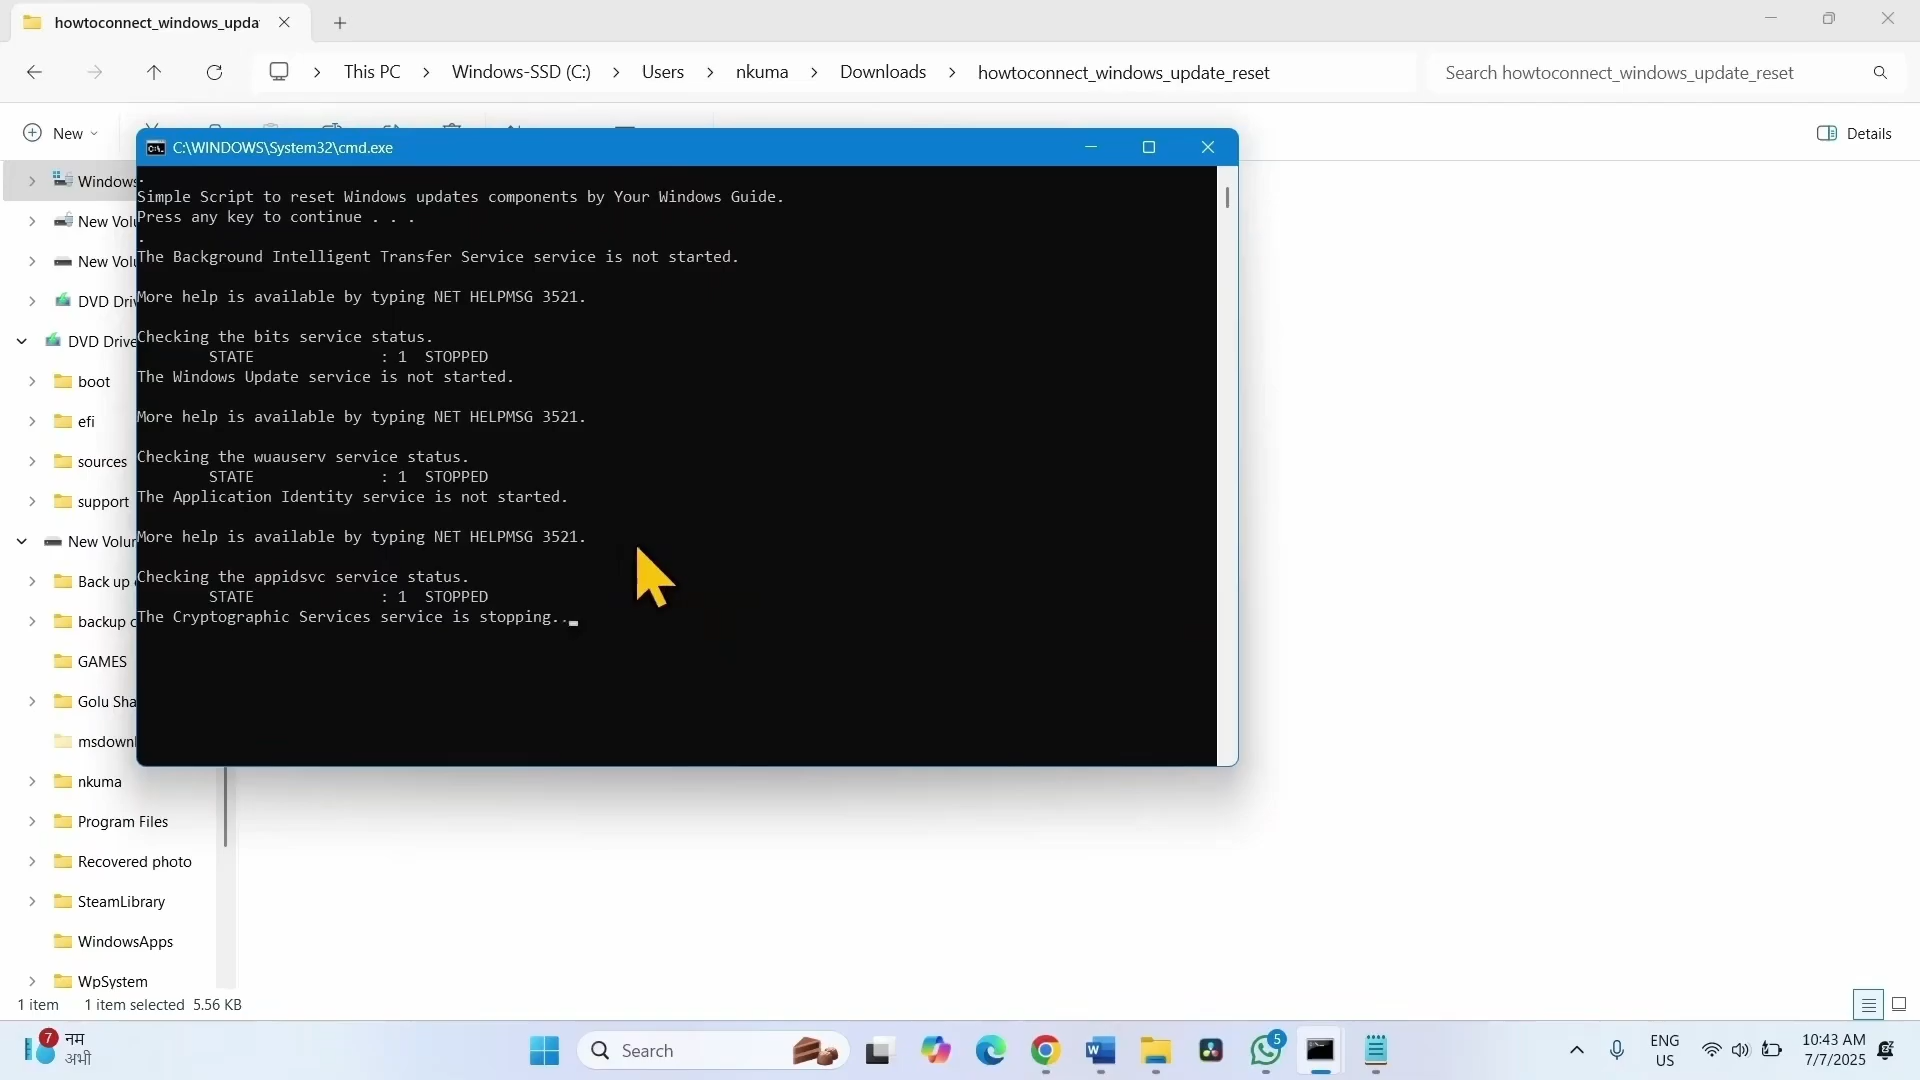 howtoconnect_windows_upda
This PC
Windows-SSD (C:)
Users
nkuma
Downloads
howtoconnect_windows_update_reset
Search howtoconnect_windows_update_reset
New
Details
C:\WINDOWS\System32\cmd.exe
.
Simple Script to reset Windows updates components by Your Windows Guide.
Press any key to continue . . .
.
The Background Intelligent Transfer Service service is not started.
More help is available by typing NET HELPMSG 3521.
Checking the bits service status.
STATE : 1 STOPPED
The Windows Update service is not started.
More help is available by typing NET HELPMSG 3521.
Checking the wuauserv service status.
STATE : 1 STOPPED
The Application Identity service is not started.
More help is available by typing NET HELPMSG 3521.
Checking the appidsvc service status.
STATE : 1 STOPPED
The Cryptographic Services service is stopping..
Windows
New Volu
New Volu
DVD Driv
DVD Drive
boot
efi
sources
support
New Volur
Back up
backup
GAMES
Golu Sha
msdownl
nkuma
Program Files
Recovered photo
SteamLibrary
WindowsApps
WpSystem
1 item 1 item selected 5.56 KB
7
नम
अभी
Search
5
ENG
US
10:43 AM
7/7/2025